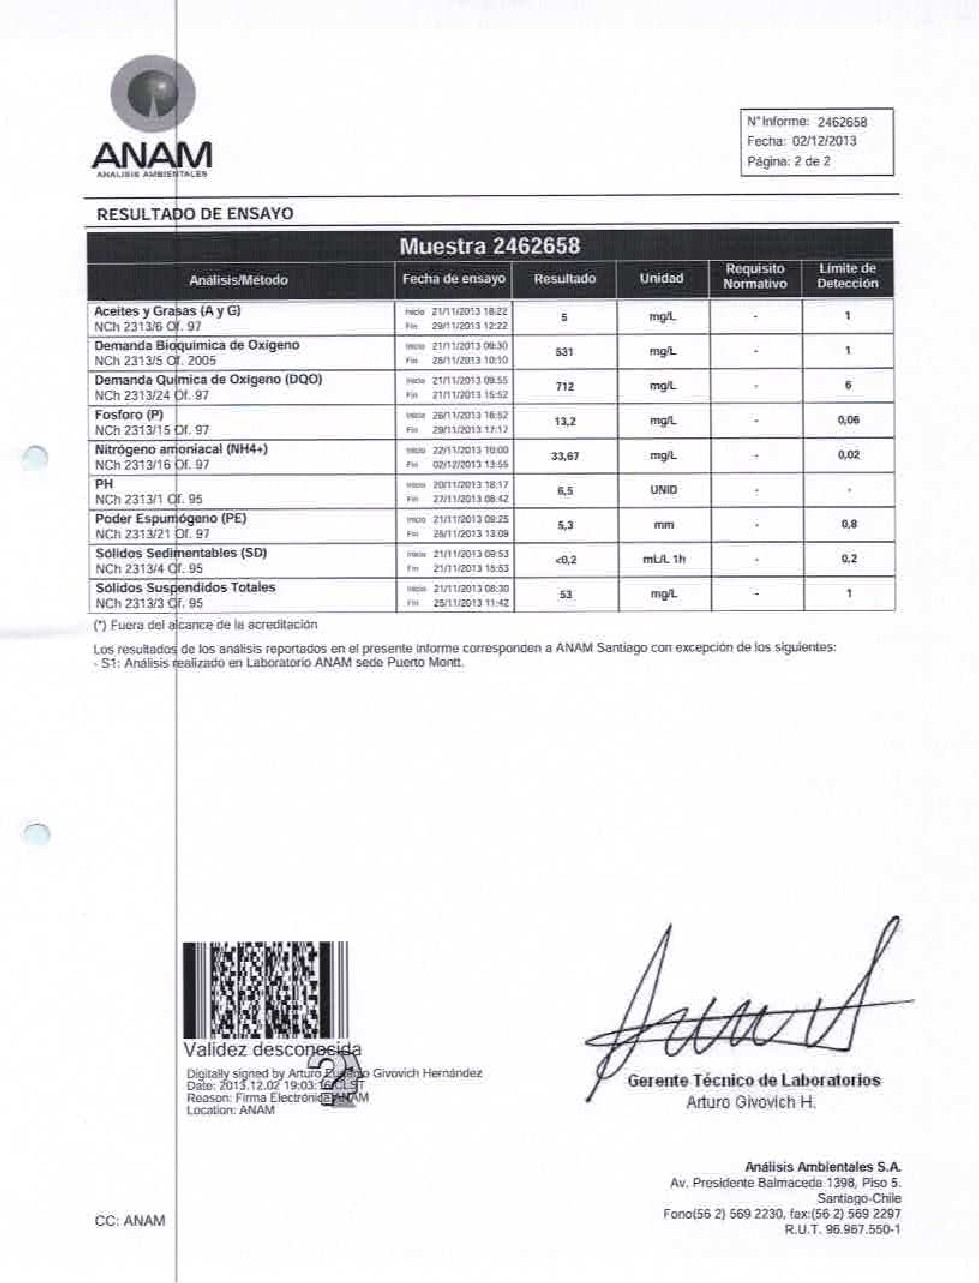 ANAM
ANALISIS AMBIENTALES
N°Informe: 2462658
Fecha: 02/12/2013
Página: 2 de 2
RESULTADO DE ENSAYO
Muestra 2462658
Análisis/Método Fecha de ensayo Resultado Unidad Requisito Normativo Límite de Detección
Aceites y Grasas (A y G) Inicio 21/11/2013 18:22
NCh 2313/6 Of. 97 Fin 29/11/2013 12:22 5 mg/L - 1
Demanda Bioquímica de Oxígeno Inicio 21/11/2013 09:30
NCh 2313/5 Of. 2005 Fin 26/11/2013 10:10 531 mg/L - 1
Demanda Química de Oxígeno (DQO) Inicio 21/11/2013 09:55
NCh 2313/24 Of. 97 Fin 21/11/2013 15:52 712 mg/L - 6
Fosforo (P) Inicio 26/11/2013 18:52
NCh 2313/15 Of. 97 Fin 29/11/2013 17:17 13,2 mg/L - 0,06
Nitrógeno amoniacal (NH4+) Inicio 22/11/2013 10:00
NCh 2313/16 Of. 97 Fin 02/12/2013 13:55 33,67 mg/L - 0,02
PH Inicio 20/11/2013 18:17
NCh 2313/1 Of. 95 Fin 27/11/2013 08:42 6,5 UNID - -
Poder Espumógeno (PE) Inicio 21/11/2013 09:25
NCh 2313/21 Of. 97 Fin 26/11/2013 13:09 5,3 mm - 0,8
Sólidos Sedimentables (SD) Inicio 21/11/2013 09:53
NCh 2313/4 Of. 95 Fin 21/11/2013 15:53 <0,2 mL/L 1h - 0,2
Sólidos Suspendidos Totales Inicio 21/11/2013 08:30
NCh 2313/3 Of. 95 Fin 25/11/2013 11:42 53 mg/L - 1
(*) Fuera del alcance de la acreditación
Los resultados de los análisis reportados en el presente informe corresponden a ANAM Santiago con excepción de los siguientes:
- S1: Análisis realizado en Laboratorio ANAM sede Puerto Montt.
Validez desconocida
Digitally signed by Arturo Eugenio Givovich Hernández
Date: 2013.12.02 19:03:16 CLST
Reason: Firma Electrónica ANAM
Location: ANAM
Gerente Técnico de Laboratorios
Arturo Givovich H.
Análisis Ambientales S.A.
Av. Presidente Balmaceda 1398, Piso 5.
Santiago-Chile
Fono(56 2) 569 2230, fax:(56 2) 569 2297
R.U.T. 96.967.550-1
CC: ANAM